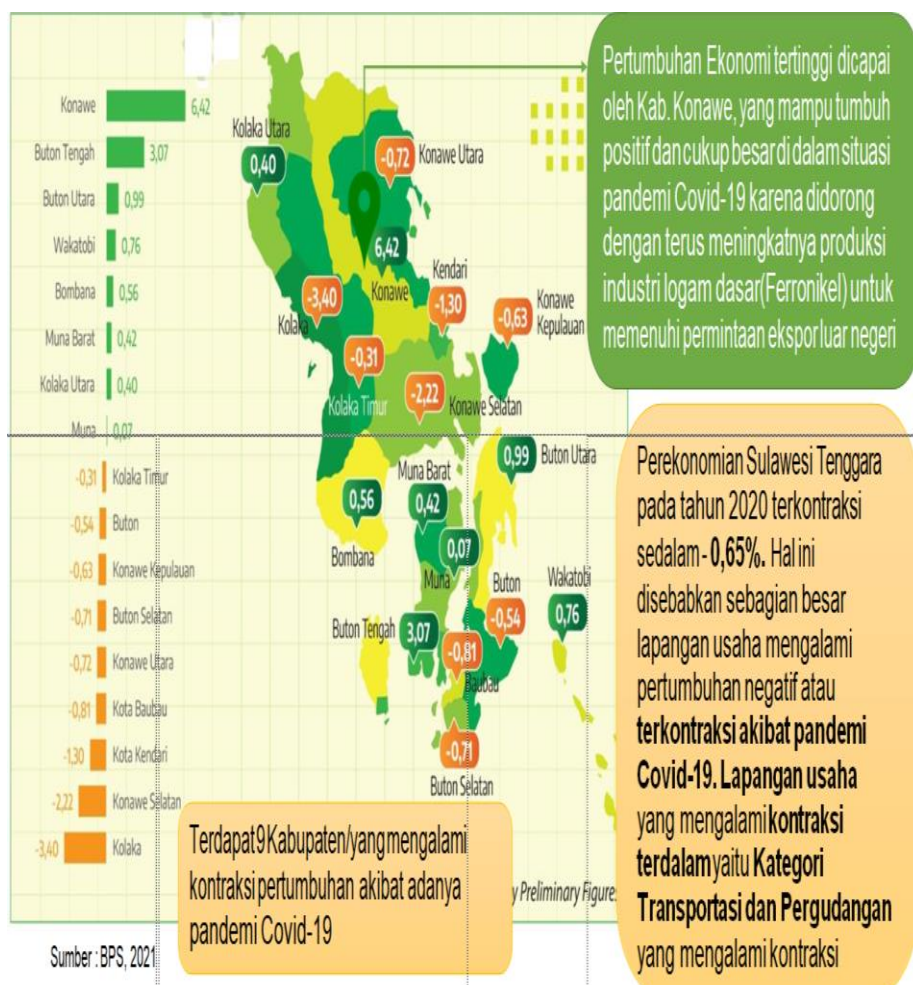 Konawe 6,42
Buton Tengah 3,07
Buton Utara 0,99
Wakatobi 0,76
Bombana 0,56
Muna Barat 0,42
Kolaka Utara 0,40
Muna 0,07
-0,31 Kolaka Timur
-0,54 Buton
-0,63 Konawe Kepulauan
-0,71 Buton Selatan
-0,72 Konawe Utara
-0,81 Kota Baubau
-1,30 Kota Kendari
-2,22 Konawe Selatan
-3,40 Kolaka
Kolaka Utara
0,40
-0,72
Konawe Utara
6,42
Konawe
Kendari
-1,30
-0,63
Konawe
Kepulauan
-3,40
Kolaka
-0,31
Kolaka Timur
-2,22
Konawe Selatan
0,99
Buton Utara
Muna Barat
0,42
0,56
Bombana
0,07
Muna
Buton
-0,54
Wakatobi
0,76
Buton Tengah
3,07
-0,81
Baubau
-0,71
Buton Selatan
Pertumbuhan Ekonomi tertinggi dicapai
oleh Kab. Konawe, yang mampu tumbuh
positif dan cukup besar di dalam situasi
pandemi Covid-19 karena didorong
dengan terus meningkatnya produksi
industri logam dasar(Ferronikel) untuk
memenuhi permintaan ekspor luar negeri
Perekonomian Sulawesi Tenggara
pada tahun 2020 terkontraksi
sedalam - 0,65%. Hal ini
disebabkan sebagian besar
lapangan usaha mengalami
pertumbuhan negatif atau
terkontraksi akibat pandemi
Covid-19. Lapangan usaha
yang mengalami kontraksi
terdalam yaitu Kategori
Transportasi dan Pergudangan
yang mengalami kontraksi
Terdapat 9 Kabupaten/yang mengalami
kontraksi pertumbuhan akibat adanya
pandemi Covid-19
y Preliminary Figures
Sumber : BPS, 2021